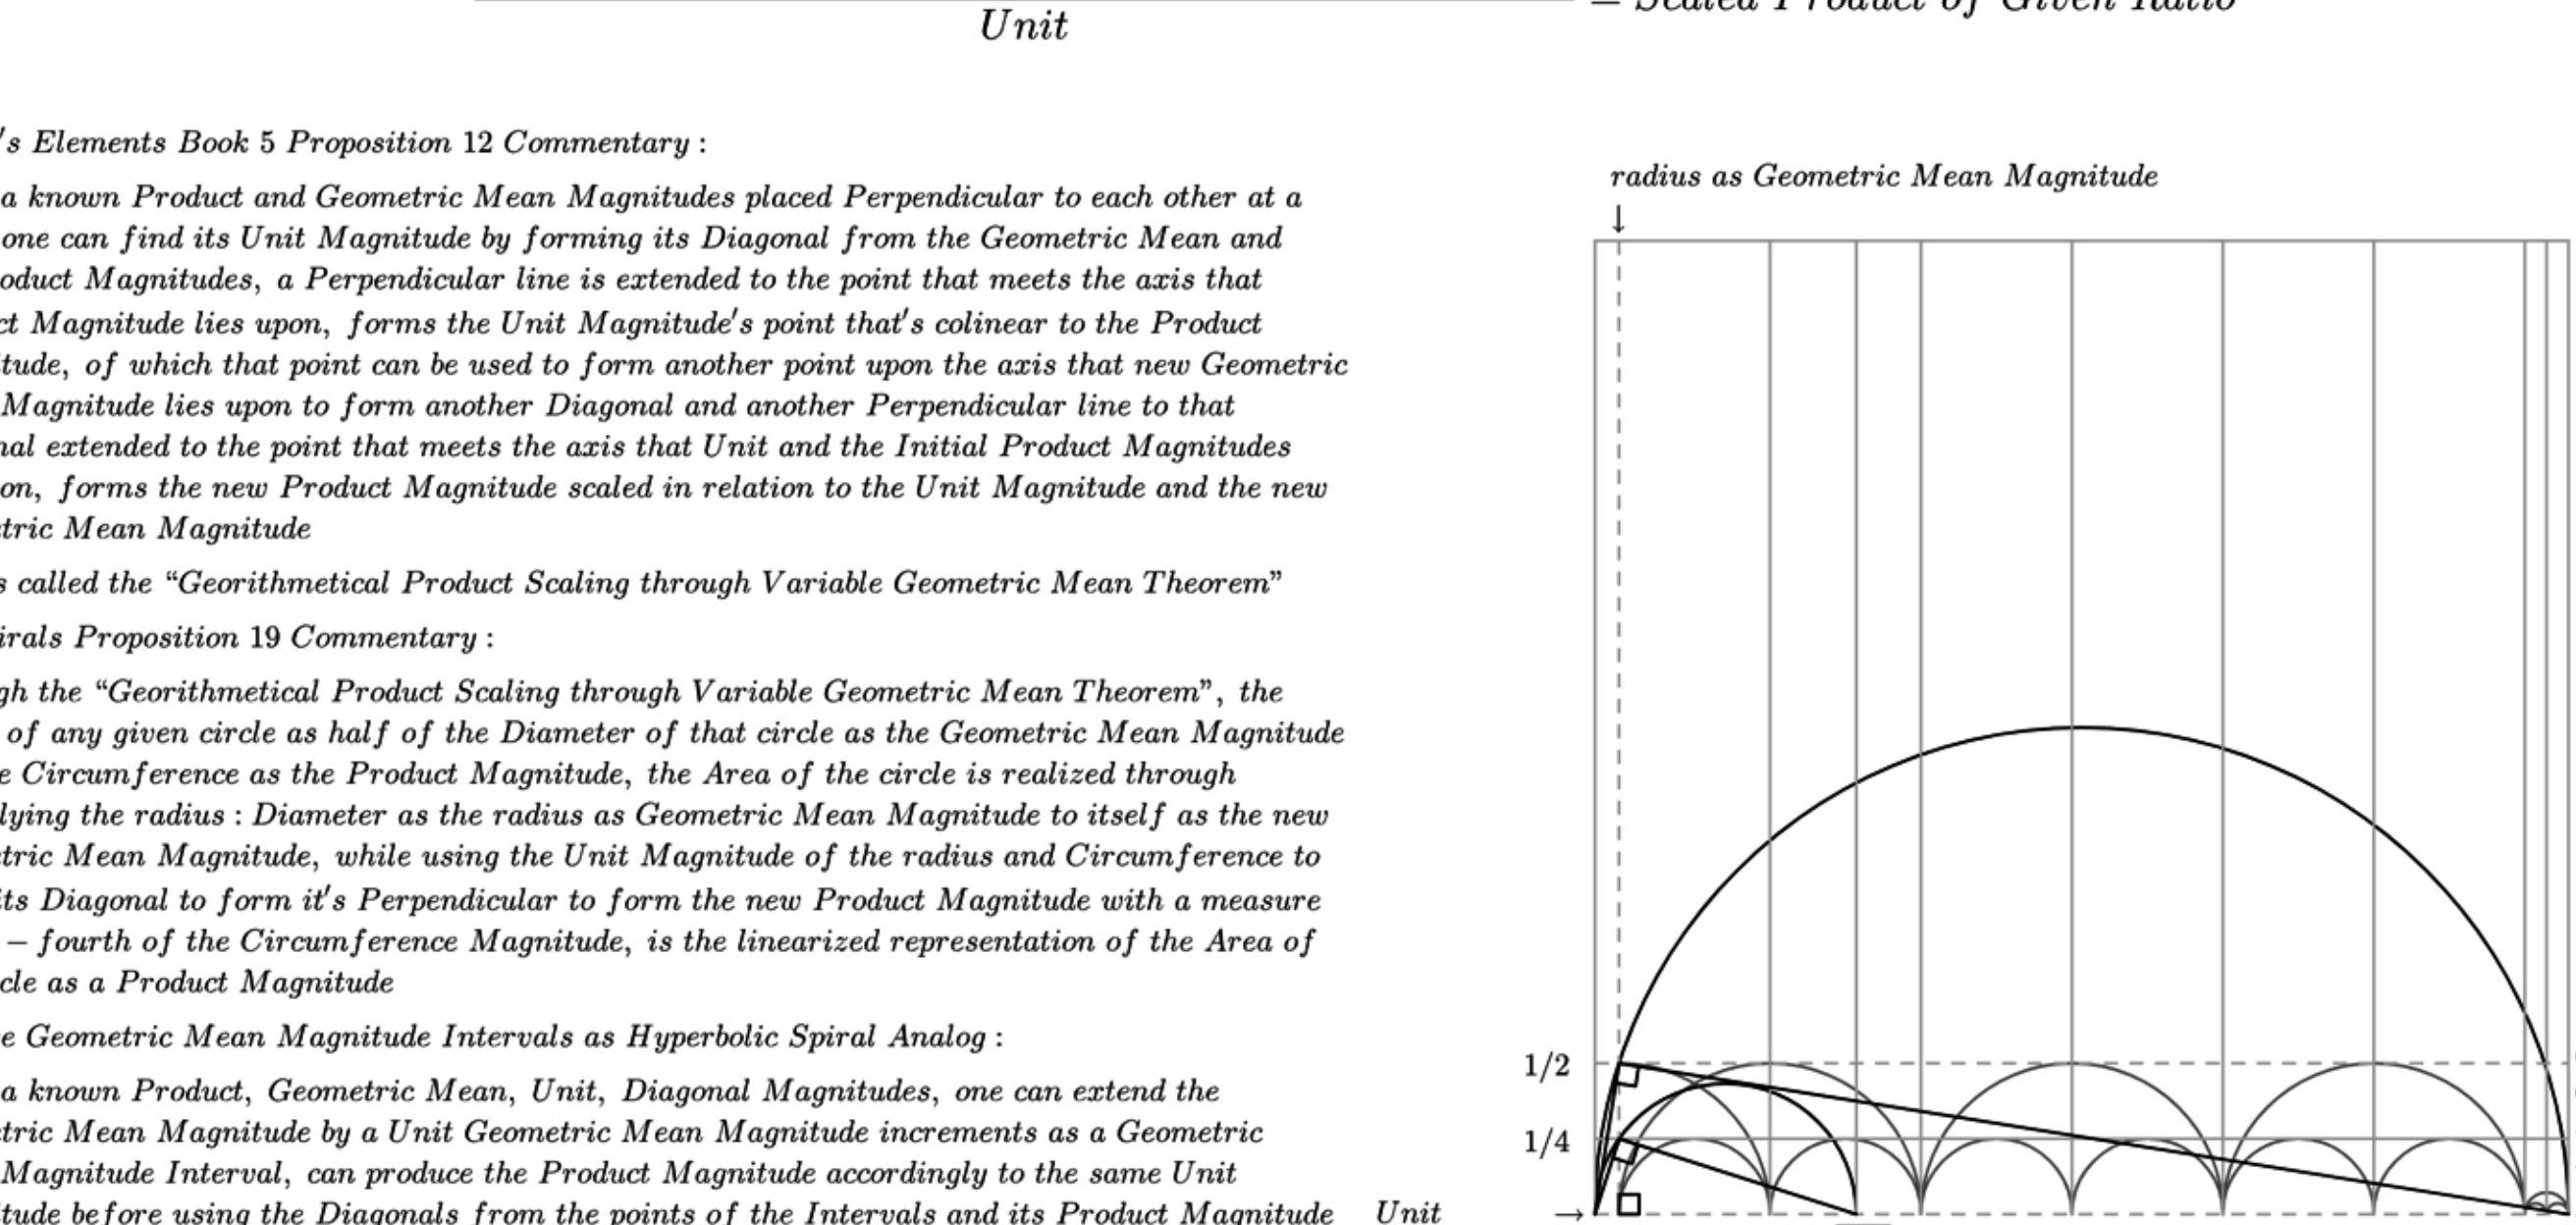 Unit
= Scaled Product of Given Ratio
's Elements Book 5 Proposition 12 Commentary :
a known Product and Geometric Mean Magnitudes placed Perpendicular to each other at a
one can find its Unit Magnitude by forming its Diagonal from the Geometric Mean and
oduct Magnitudes, a Perpendicular line is extended to the point that meets the axis that
ct Magnitude lies upon, forms the Unit Magnitude's point that's colinear to the Product
tude, of which that point can be used to form another point upon the axis that new Geometric
Magnitude lies upon to form another Diagonal and another Perpendicular line to that
nal extended to the point that meets the axis that Unit and the Initial Product Magnitudes
on, forms the new Product Magnitude scaled in relation to the Unit Magnitude and the new
tric Mean Magnitude
s called the “Georithmetical Product Scaling through Variable Geometric Mean Theorem”
irals Proposition 19 Commentary :
gh the “Georithmetical Product Scaling through Variable Geometric Mean Theorem”, the
of any given circle as half of the Diameter of that circle as the Geometric Mean Magnitude
e Circumference as the Product Magnitude, the Area of the circle is realized through
lying the radius : Diameter as the radius as Geometric Mean Magnitude to itself as the new
tric Mean Magnitude, while using the Unit Magnitude of the radius and Circumference to
its Diagonal to form it's Perpendicular to form the new Product Magnitude with a measure
– fourth of the Circumference Magnitude, is the linearized representation of the Area of
cle as a Product Magnitude
e Geometric Mean Magnitude Intervals as Hyperbolic Spiral Analog :
a known Product, Geometric Mean, Unit, Diagonal Magnitudes, one can extend the
tric Mean Magnitude by a Unit Geometric Mean Magnitude increments as a Geometric
Magnitude Interval, can produce the Product Magnitude accordingly to the same Unit
tude before using the Diagonals from the points of the Intervals and its Product Magnitude
radius as Geometric Mean Magnitude
↓
1/2
1/4
Unit →